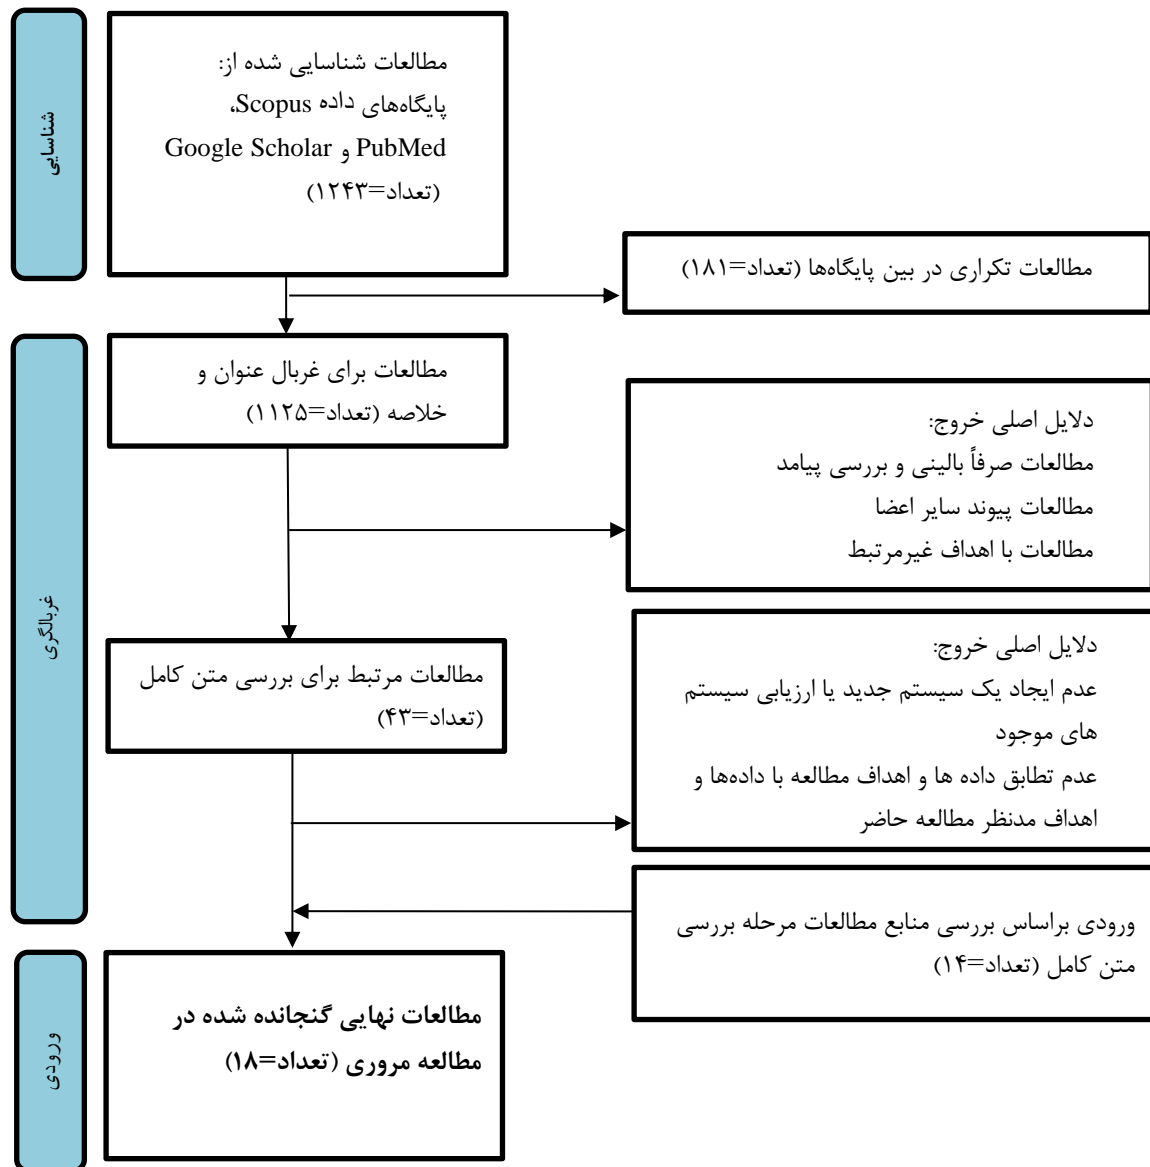 شناسایی
مطالعات شناسایی شده از:
پایگاه‌های داده Scopus،
PubMed و Google Scholar
(تعداد=۱۲۴۳)
مطالعات تکراری در بین پایگاه‌ها (تعداد=۱۸۱)
غربالگری
مطالعات برای غربال عنوان و
خلاصه (تعداد=۱۱۲۵)
دلایل اصلی خروج:
مطالعات صرفاً بالینی و بررسی پیامد
مطالعات پیوند سایر اعضا
مطالعات با اهداف غیرمرتبط
مطالعات مرتبط برای بررسی متن کامل
(تعداد=۴۳)
دلایل اصلی خروج:
عدم ایجاد یک سیستم جدید یا ارزیابی سیستم
های موجود
عدم تطابق داده ها و اهداف مطالعه با داده‌ها و
اهداف مدنظر مطالعه حاضر
ورودی براساس بررسی منابع مطالعات مرحله بررسی
متن کامل (تعداد=۱۴)
ورودی
مطالعات نهایی گنجانده شده در
مطالعه مروری (تعداد=۱۸)